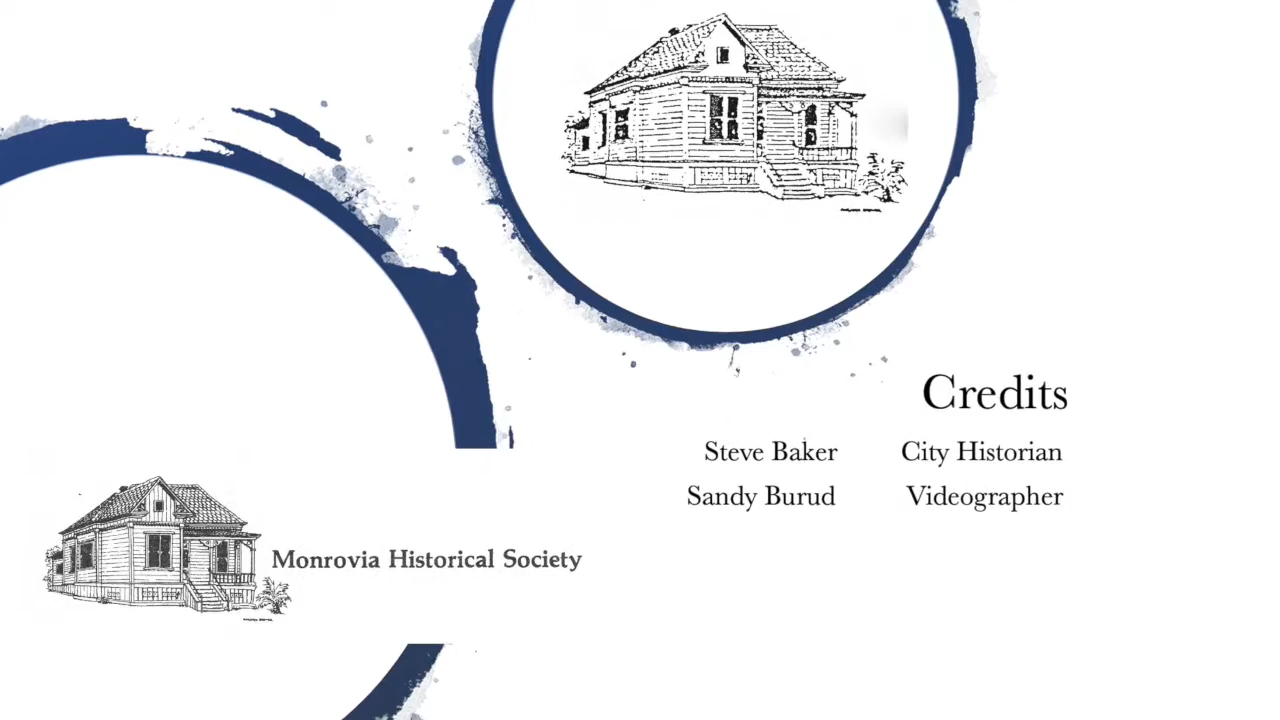 Credits
Steve Baker City Historian
Sandy Burud Videographer
Monrovia Historical Society